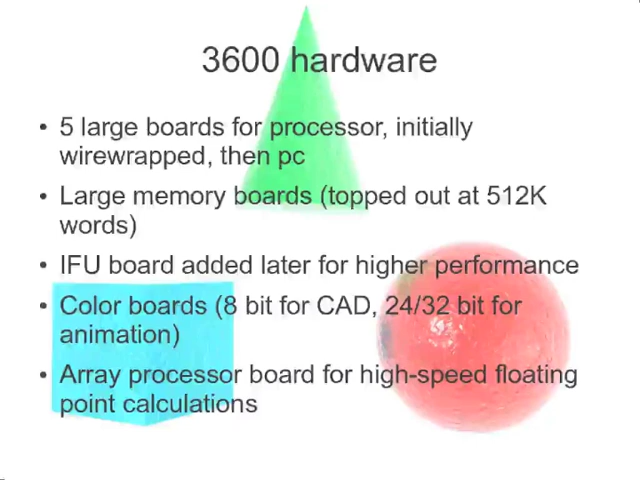 3600 hardware
• 5 large boards for processor, initially
wirewrapped, then pc
• Large memory boards (topped out at 512K
words)
• IFU board added later for higher performance
• Color boards (8 bit for CAD, 24/32 bit for
animation)
• Array processor board for high-speed floating
point calculations